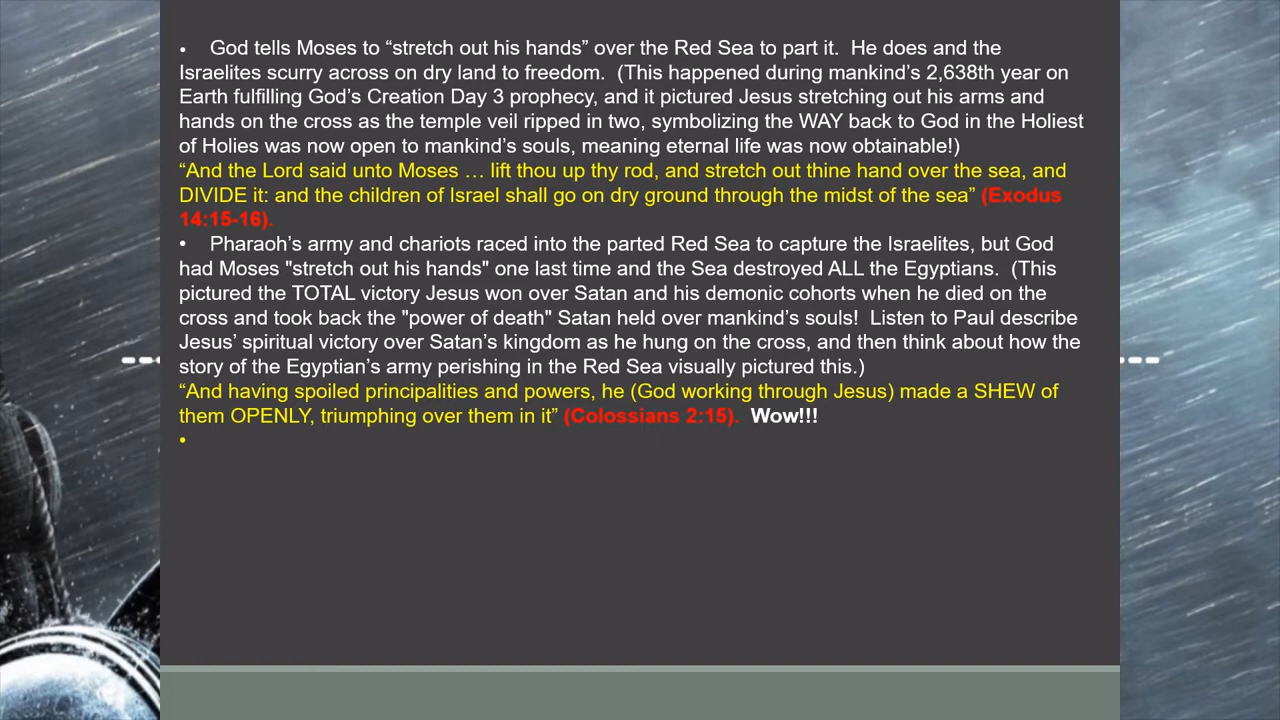 • God tells Moses to “stretch out his hands” over the Red Sea to part it.  He does and the
Israelites scurry across on dry land to freedom.  (This happened during mankind’s 2,638th year on
Earth fulfilling God’s Creation Day 3 prophecy, and it pictured Jesus stretching out his arms and
hands on the cross as the temple veil ripped in two, symbolizing the WAY back to God in the Holiest
of Holies was now open to mankind’s souls, meaning eternal life was now obtainable!)
“And the Lord said unto Moses … lift thou up thy rod, and stretch out thine hand over the sea, and
DIVIDE it: and the children of Israel shall go on dry ground through the midst of the sea” (Exodus
14:15-16).
• Pharaoh’s army and chariots raced into the parted Red Sea to capture the Israelites, but God
had Moses "stretch out his hands" one last time and the Sea destroyed ALL the Egyptians.  (This
pictured the TOTAL victory Jesus won over Satan and his demonic cohorts when he died on the
cross and took back the "power of death" Satan held over mankind’s souls!  Listen to Paul describe
Jesus’ spiritual victory over Satan’s kingdom as he hung on the cross, and then think about how the
story of the Egyptian’s army perishing in the Red Sea visually pictured this.)
“And having spoiled principalities and powers, he (God working through Jesus) made a SHEW of
them OPENLY, triumphing over them in it” (Colossians 2:15).  Wow!!!
•